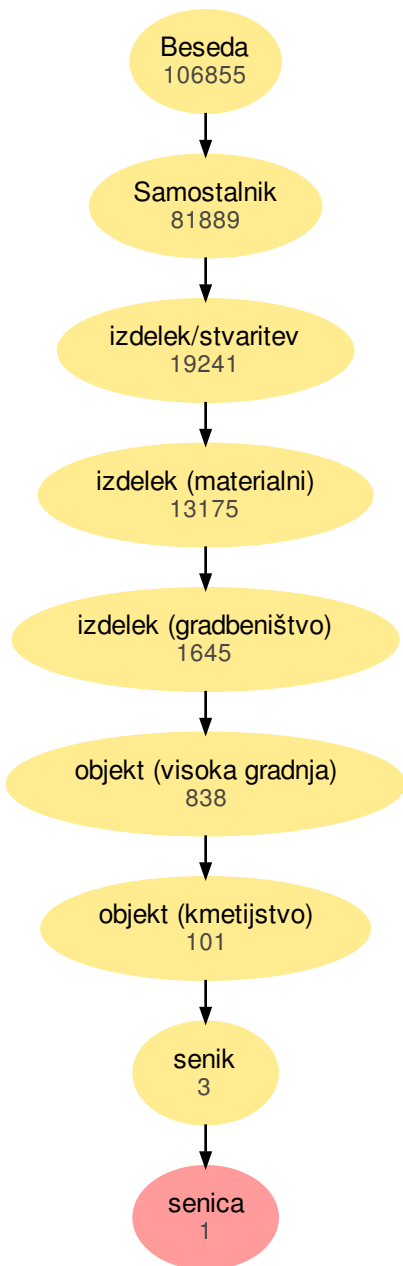 Beseda
106855
Samostalnik
81889
izdelek/stvaritev
19241
izdelek (materialni)
13175
izdelek (gradbeništvo)
1645
objekt (visoka gradnja)
838
objekt (kmetijstvo)
101
senik
3
senica
1